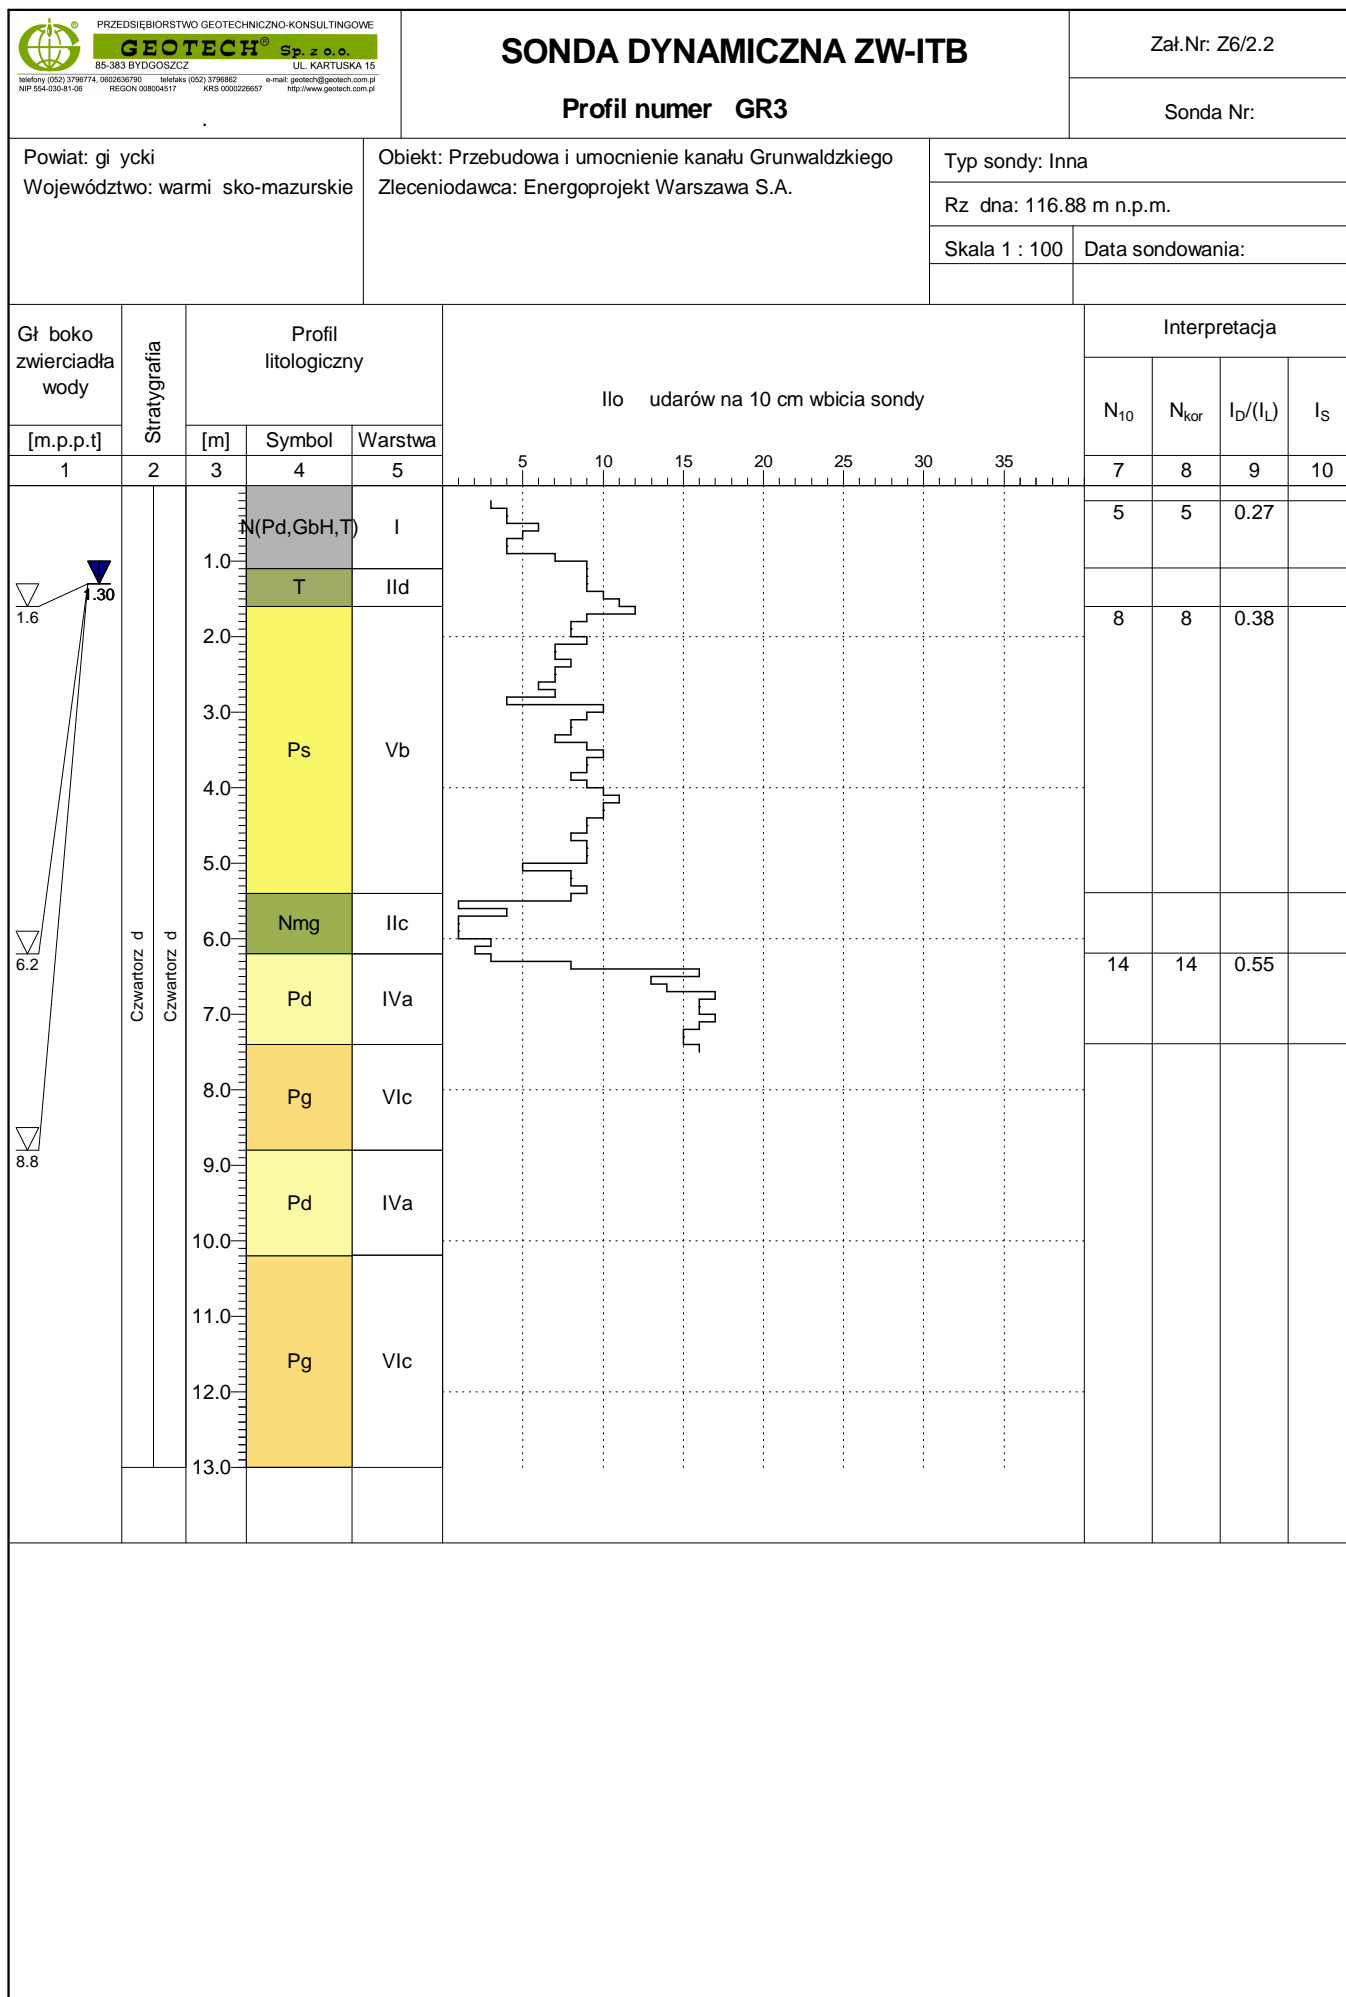 PRZEDSIĘBIORSTWO GEOTECHNICZNO-KONSULTINGOWE
GEOTECH® Sp. z o.o.
85-383 BYDGOSZCZ UL. KARTUSKA 15
telefony (052) 3796774, 0602636790 telefaks (052) 3796862 e-mail: geotech@geotech.com.pl
NIP 554-030-81-06 REGON 008004517 KRS 0000226657 http://www.geotech.com.pl
.
SONDA DYNAMICZNA ZW-ITB
Profil numer GR3
Zał.Nr: Z6/2.2
Sonda Nr:
Powiat: gi ycki
Województwo: warmi sko-mazurskie
Obiekt: Przebudowa i umocnienie kanału Grunwaldzkiego
Zleceniodawca: Energoprojekt Warszawa S.A.
Typ sondy: Inna
Rz dna: 116.88 m n.p.m.
Skala 1 : 100 Data sondowania:
Gł boko
zwierciadła
wody
[m.p.p.t]
Stratygrafia
Profil
litologiczny
[m] Symbol Warstwa
Ilo udarów na 10 cm wbicia sondy
Interpretacja
N10 Nkor ID/(IL) IS
1 2 3 4 5 7 8 9 10
5 10 15 20 25 30 35
N(Pd,GbH,T) I 5 5 0.27
1.0
T IId
1.30
1.6
8 8 0.38
2.0
3.0
Ps Vb
4.0
5.0
Nmg IIc
6.0
6.2
14 14 0.55
Czwartorz d
Czwartorz d
Pd IVa
7.0
8.0
Pg VIc
8.8
9.0
Pd IVa
10.0
11.0
Pg VIc
12.0
13.0